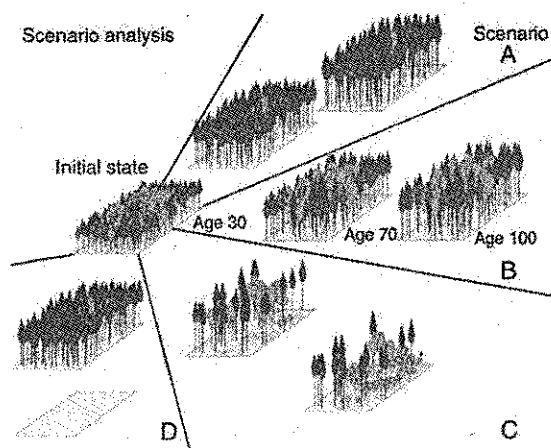 Scenario analysis
Scenario
A
Initial state
Age 30
Age 70
Age 100
B
D
C